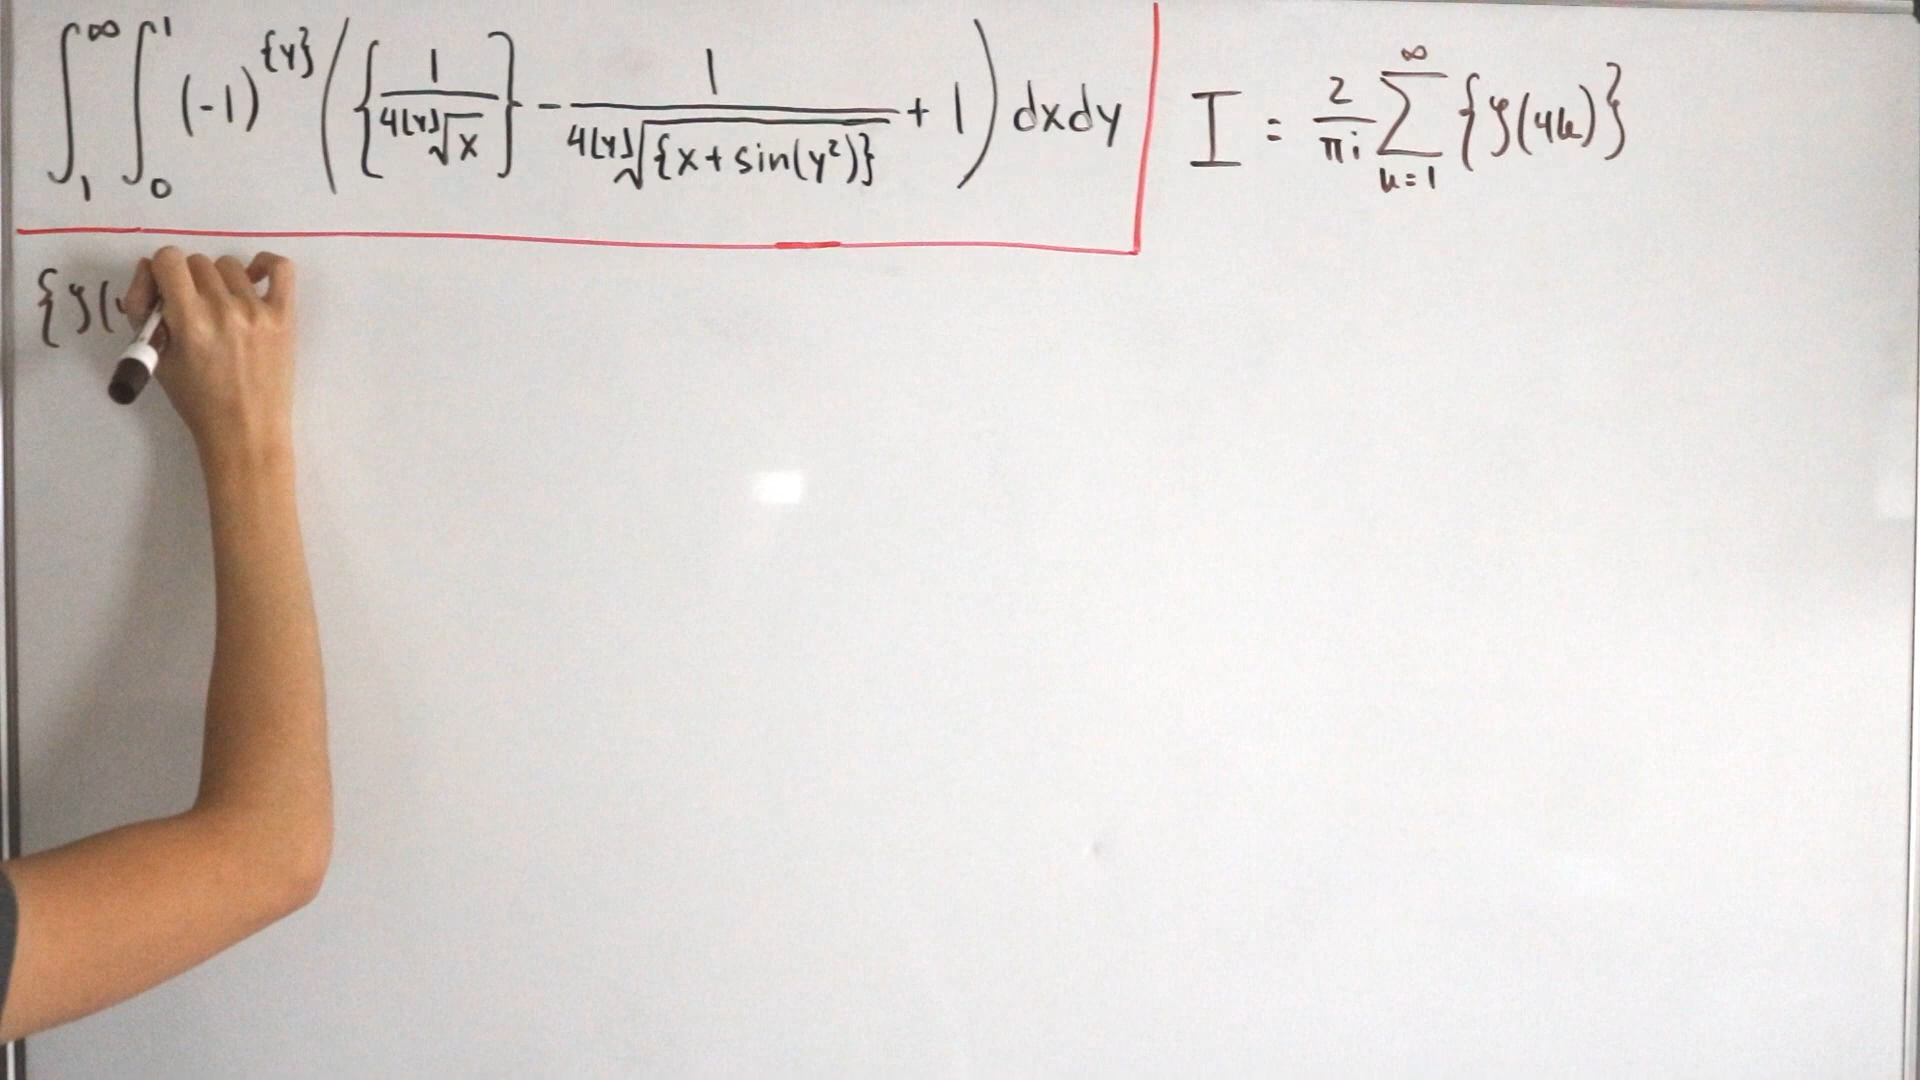 ∫₁^∞ ∫₀¹ (-1)^{y} ( { 1 / ^{4⌊y⌋}√x } - 1 / ^{4⌊y⌋}√{x+sin(y²)} + 1 ) dxdy
I = 2/πi ∑_{k=1}^∞ {ζ(4k)}
{ζ(